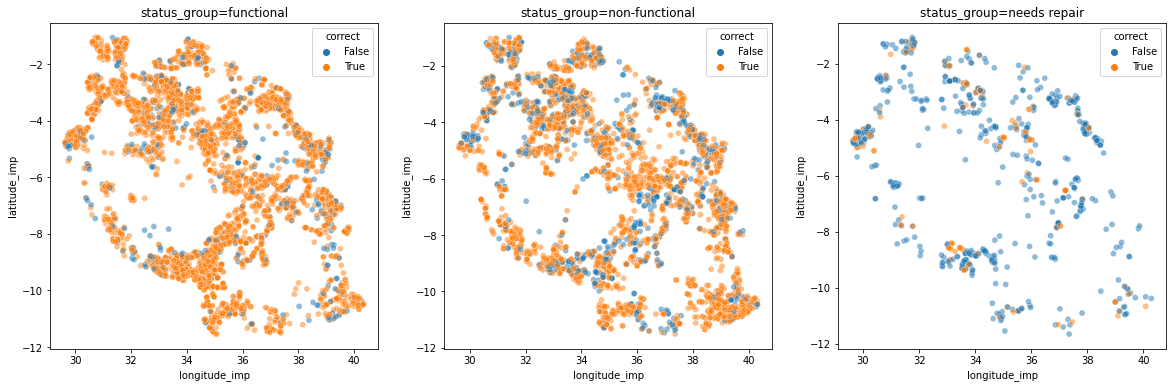 status_group=functional
correct
False
True
−2
−4
−6
−8
−10
−12
latitude_imp
30
32
34
36
38
40
longitude_imp
status_group=non-functional
correct
False
True
−2
−4
−6
−8
−10
−12
latitude_imp
30
32
34
36
38
40
longitude_imp
status_group=needs repair
correct
False
True
−2
−4
−6
−8
−10
−12
latitude_imp
30
32
34
36
38
40
longitude_imp